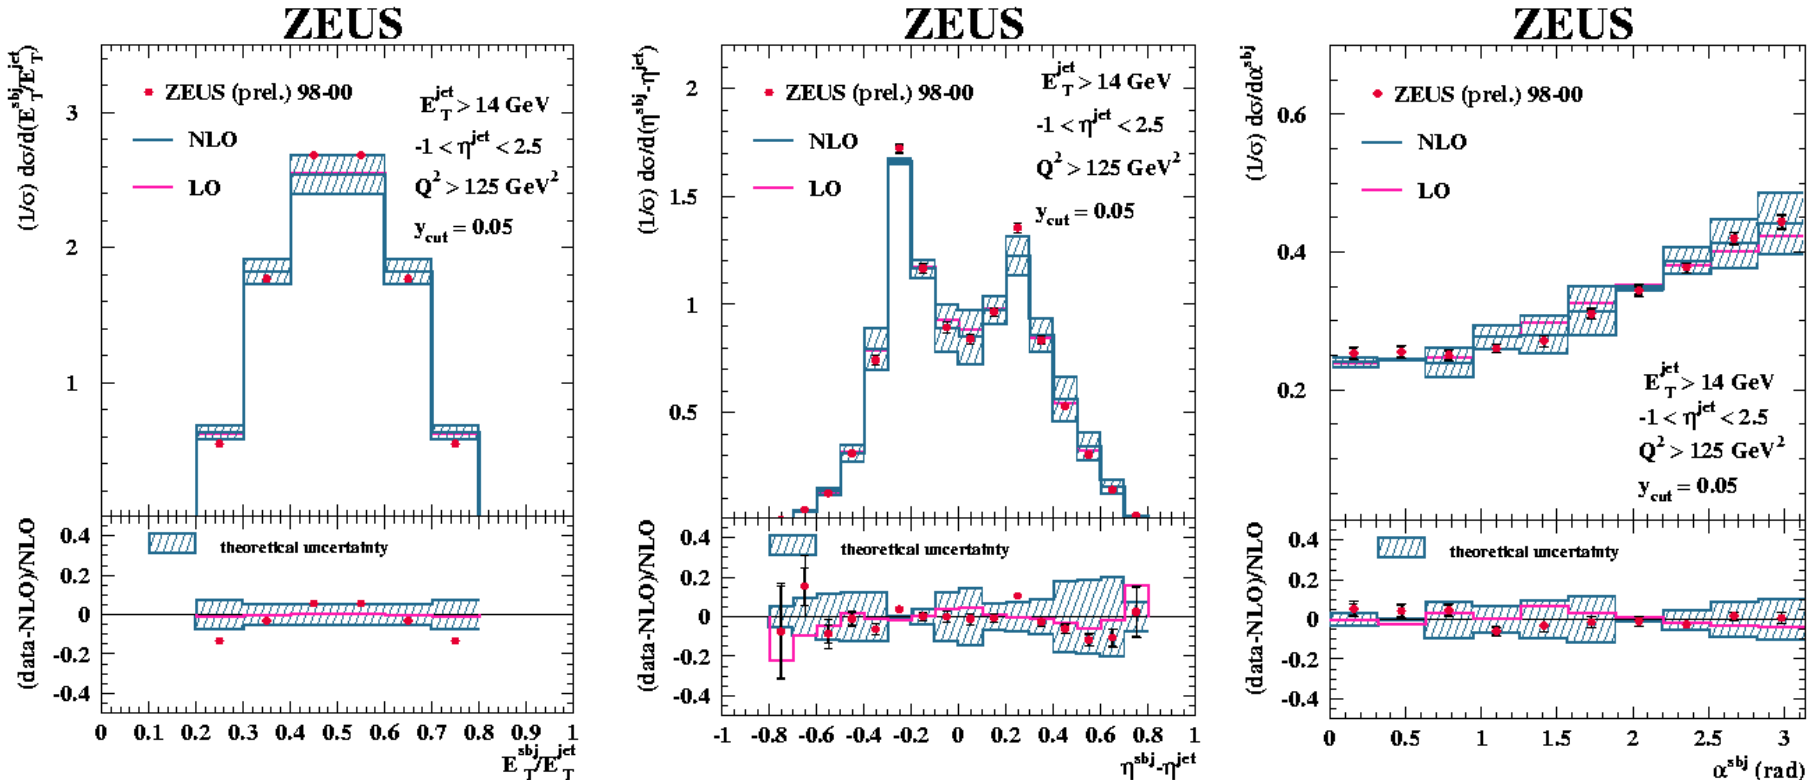 ZEUS
(1/σ) dσ/d(E_T^sbj/E_T^jet)
ZEUS (prel.) 98-00
NLO
LO
E_T^jet > 14 GeV
-1 < η^jet < 2.5
Q^2 > 125 GeV^2
y_cut = 0.05
3
2
1
(data-NLO)/NLO
theoretical uncertainty
0.4
0.2
0
-0.2
-0.4
0 0.1 0.2 0.3 0.4 0.5 0.6 0.7 0.8 0.9 1
E_T^sbj/E_T^jet
ZEUS
(1/σ) dσ/d(η^sbj-η^jet)
ZEUS (prel.) 98-00
NLO
LO
E_T^jet > 14 GeV
-1 < η^jet < 2.5
Q^2 > 125 GeV^2
y_cut = 0.05
2
1.5
1
0.5
(data-NLO)/NLO
theoretical uncertainty
0.4
0.2
0
-0.2
-0.4
-1 -0.8 -0.6 -0.4 -0.2 0 0.2 0.4 0.6 0.8 1
η^sbj-η^jet
ZEUS
(1/σ) dσ/dα^sbj
ZEUS (prel.) 98-00
NLO
LO
0.6
0.4
0.2
E_T^jet > 14 GeV
-1 < η^jet < 2.5
Q^2 > 125 GeV^2
y_cut = 0.05
(data-NLO)/NLO
theoretical uncertainty
0.4
0.2
0
-0.2
-0.4
0 0.5 1 1.5 2 2.5 3
α^sbj (rad)